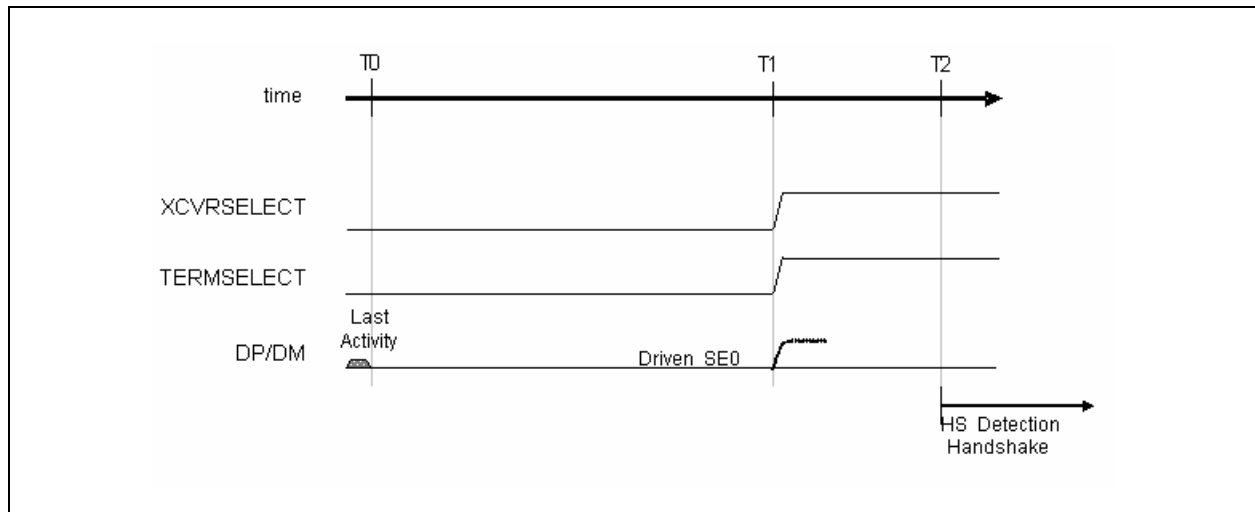 T0
T1
T2
time
XCVRSELECT
TERMSELECT
Last
Activity
DP/DM
Driven SE0
HS Detection
Handshake